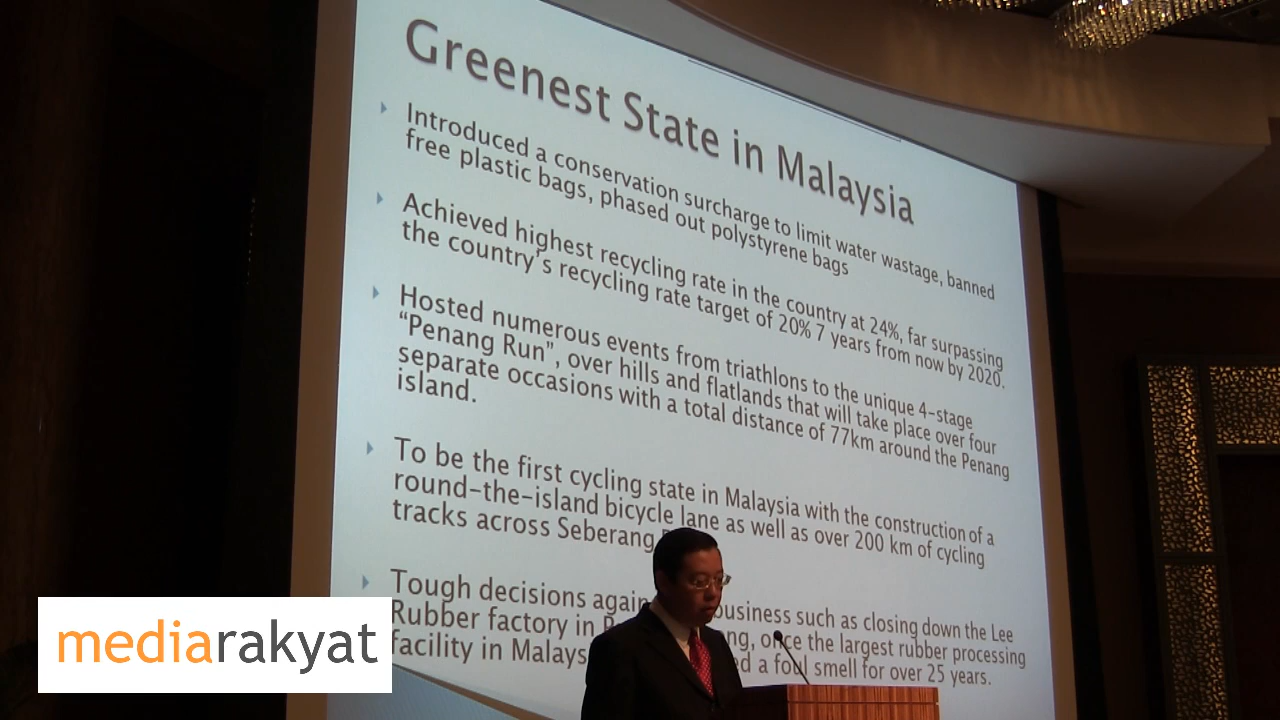 Greenest State in Malaysia
Introduced a conservation surcharge to limit water wastage, banned
free plastic bags, phased out polystyrene bags
Achieved highest recycling rate in the country at 24%, far surpassing
the country's recycling rate target of 20% 7 years from now by 2020.
Hosted numerous events from triathlons to the unique 4-stage
“Penang Run”, over hills and flatlands that will take place over four
separate occasions with a total distance of 77km around the Penang
island.
To be the first cycling state in Malaysia with the construction of a
round-the-island bicycle lane as well as over 200 km of cycling
tracks across Seberang
Tough decisions business such as closing down the Lee
Rubber factory in once the largest rubber processing
facility in a foul smell for over 25 years.
mediarakyat